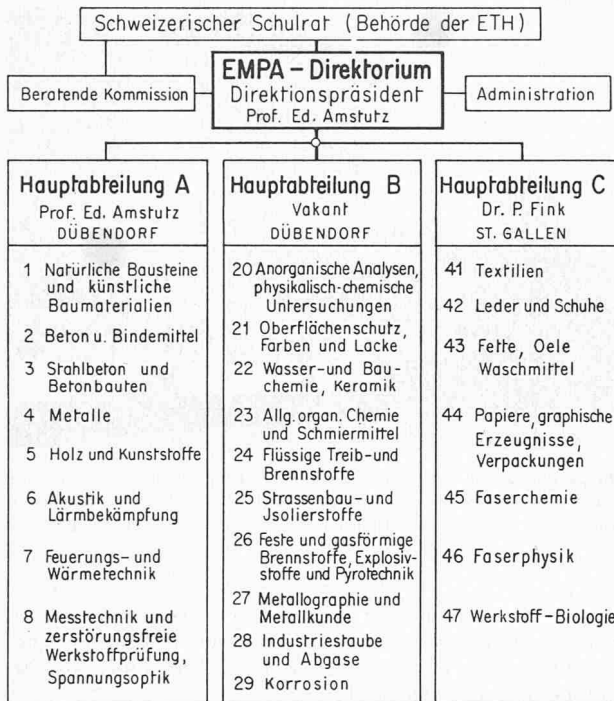 Schweizerischer Schulrat (Behörde der ETH)
EMPA – Direktorium
Direktionspräsident
Prof. Ed. Amstutz
Beratende Kommission
Administration
Hauptabteilung A
Prof. Ed. Amstutz
DÜBENDORF
1 Natürliche Bausteine
und künstliche
Baumaterialien
2 Beton u. Bindemittel
3 Stahlbeton und
Betonbauten
4 Metalle
5 Holz und Kunststoffe
6 Akustik und
Lärmbekämpfung
7 Feuerungs- und
Wärmetechnik
8 Messtechnik und
zerstörungsfreie
Werkstoffprüfung,
Spannungsoptik
Hauptabteilung B
Vakant
DÜBENDORF
20 Anorganische Analysen,
physikalisch-chemische
Untersuchungen
21 Oberflächenschutz,
Farben und Lacke
22 Wasser-und Bau-
chemie, Keramik
23 Allg. organ. Chemie
und Schmiermittel
24 Flüssige Treib-und
Brennstoffe
25 Strassenbau-und
Jsolierstoffe
26 Feste und gasförmige
Brennstoffe, Explosiv-
stoffe und Pyrotechnik
27 Metallographie und
Metallkunde
28 Industriestaube
und Abgase
29 Korrosion
Hauptabteilung C
Dr. P. Fink
ST. GALLEN
41 Textilien
42 Leder und Schuhe
43 Fette, Oele
Waschmittel
44 Papiere, graphische
Erzeugnisse,
Verpackungen
45 Faserchemie
46 Faserphysik
47 Werkstoff-Biologie